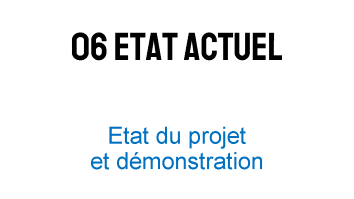 06 ETAT ACTUEL
Etat du projet
et démonstration